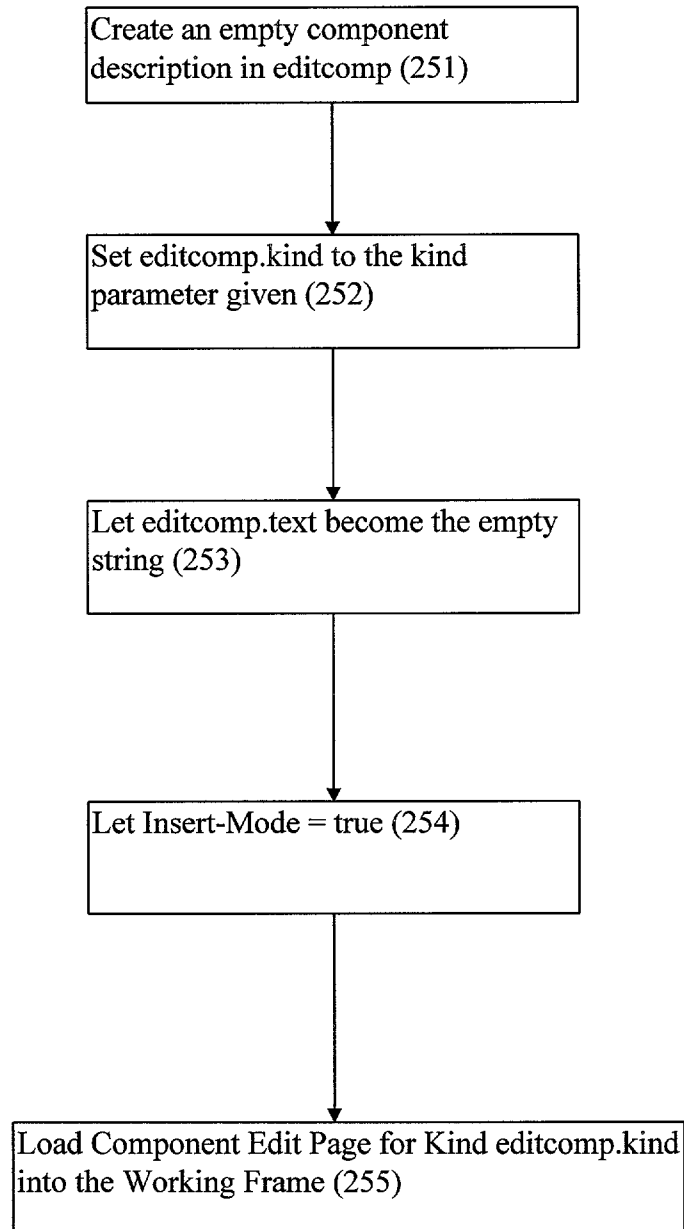 Create an empty component
description in editcomp (251)
Set editcomp.kind to the kind
parameter given (252)
Let editcomp.text become the empty
string (253)
Let Insert-Mode = true (254)
Load Component Edit Page for Kind editcomp.kind
into the Working Frame (255)